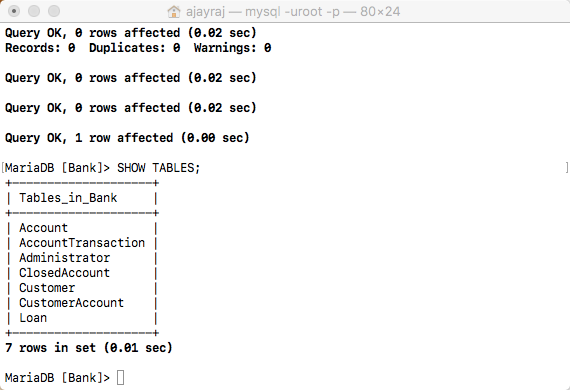 ajayraj — mysql -uroot -p — 80×24
Query OK, 0 rows affected (0.02 sec)
Records: 0  Duplicates: 0  Warnings: 0
Query OK, 0 rows affected (0.02 sec)
Query OK, 0 rows affected (0.02 sec)
Query OK, 1 row affected (0.00 sec)
[MariaDB [Bank]> SHOW TABLES; ]
+--------------------+
| Tables_in_Bank     |
+--------------------+
| Account            |
| AccountTransaction |
| Administrator      |
| ClosedAccount      |
| Customer           |
| CustomerAccount    |
| Loan               |
+--------------------+
7 rows in set (0.01 sec)
MariaDB [Bank]>